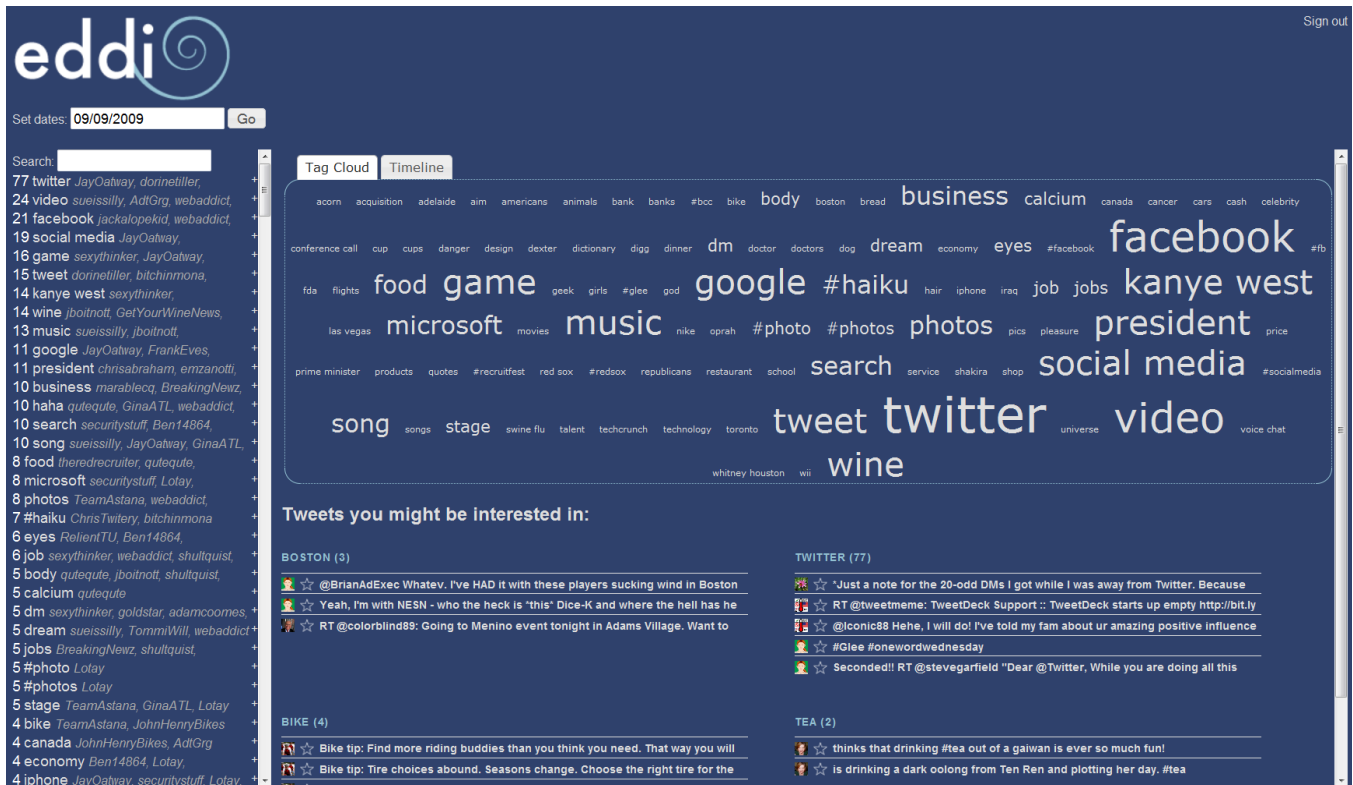 eddi
Sign out
Set dates: 09/09/2009 Go
Search:
77 twitter JayOatway, dorinetiller, +
24 video sueissilly, AdtGrg, webaddict, +
21 facebook jackalopekid, webaddict, +
19 social media JayOatway, +
16 game sexythinker, JayOatway, +
15 tweet dorinetiller, bitchinmona, +
14 kanye west sexythinker, +
14 wine jboitnott, GetYourWineNews, +
13 music sueissilly, jboitnott, +
11 google JayOatway, FrankEves, +
11 president chrisabraham, emzanotti, +
10 business marablecq, BreakingNewz, +
10 haha qutequte, GinaATL, webaddict, +
10 search securitystuff, Ben14864, +
10 song sueissilly, JayOatway, GinaATL, +
8 food theredrecruiter, qutequte, +
8 microsoft securitystuff, Lotay, +
8 photos TeamAstana, webaddict, +
7 #haiku ChrisTwitery, bitchinmona +
6 eyes RelientTU, Ben14864, +
6 job sexythinker, webaddict, shultquist, +
5 body qutequte, jboitnott, shultquist, +
5 calcium qutequte +
5 dm sexythinker, goldstar, adamcoomes, +
5 dream sueissilly, TommiWill, webaddict +
5 jobs BreakingNewz, shultquist, +
5 #photo Lotay +
5 #photos Lotay +
5 stage TeamAstana, GinaATL, Lotay +
4 bike TeamAstana, JohnHenryBikes +
4 canada JohnHenryBikes, AdtGrg +
4 economy Ben14864, Lotay, +
4 iphone JayOatway, securitystuff, Lotay, +
Tag Cloud Timeline
acorn acquisition adelaide aim americans animals bank banks #bcc bike body boston bread business calcium canada cancer cars cash celebrity
conference call cup cups danger design dexter dictionary digg dinner dm doctor doctors dog dream economy eyes #facebook facebook #fb
fda flights food game geek girls #glee god google #haiku hair iphone iraq job jobs kanye west
las vegas microsoft movies music nike oprah #photo #photos photos pics pleasure president price
prime minister products quotes #recruitfest red sox #redsox republicans restaurant school search service shakira shop social media #socialmedia
song songs stage swine flu talent techcrunch technology toronto tweet twitter universe video voice chat
whitney houston wii wine
Tweets you might be interested in:
BOSTON (3)
@BrianAdExec Whatev. I've HAD it with these players sucking wind in Boston
Yeah, I'm with NESN - who the heck is *this* Dice-K and where the hell has he
RT @colorblind89: Going to Menino event tonight in Adams Village. Want to
TWITTER (77)
*Just a note for the 20-odd DMs I got while I was away from Twitter. Because
RT @tweetmeme: TweetDeck Support :: TweetDeck starts up empty http://bit.ly
@Iconic88 Hehe, I will do! I've told my fam about ur amazing positive influence
#Glee #onewordwednesday
Seconded!! RT @stevegarfield "Dear @Twitter, While you are doing all this
BIKE (4)
Bike tip: Find more riding buddies than you think you need. That way you will
Bike tip: Tire choices abound. Seasons change. Choose the right tire for the
TEA (2)
thinks that drinking #tea out of a gaiwan is ever so much fun!
is drinking a dark oolong from Ten Ren and plotting her day. #tea